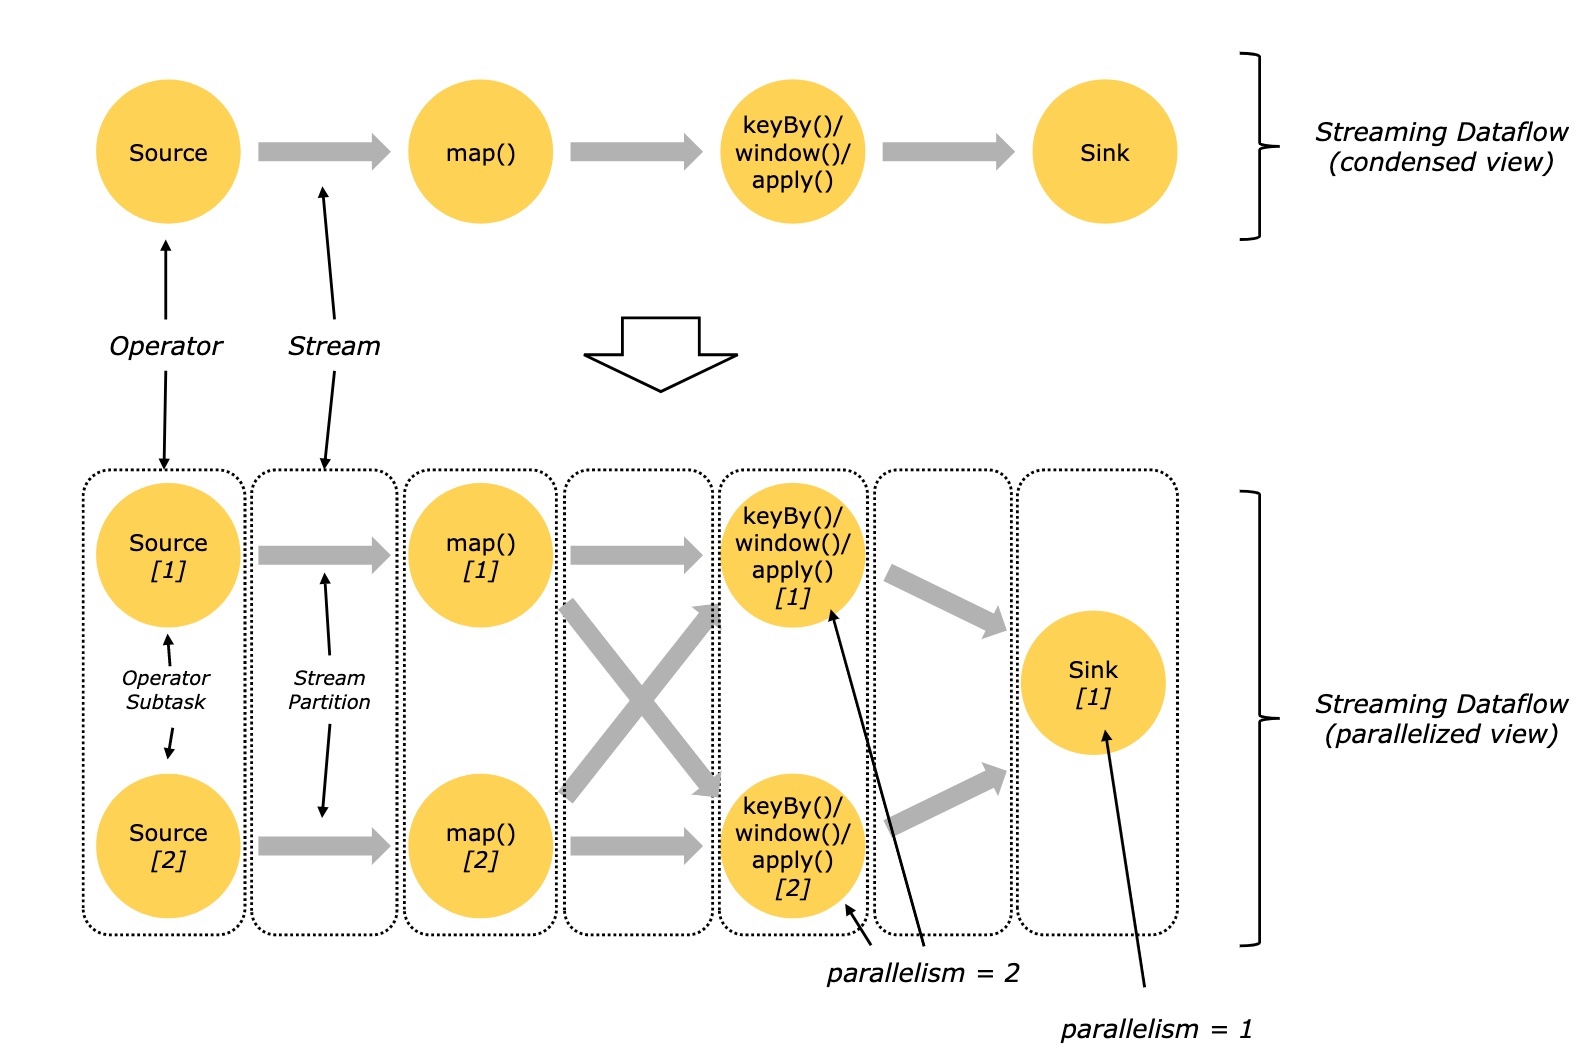 Source
map()
keyBy()/
window()/
apply()
Sink
Streaming Dataflow
(condensed view)
Operator
Stream
Source
[1]
map()
[1]
keyBy()/
window()/
apply()
[1]
Operator
Subtask
Stream
Partition
Sink
[1]
Streaming Dataflow
(parallelized view)
Source
[2]
map()
[2]
keyBy()/
window()/
apply()
[2]
parallelism = 2
parallelism = 1